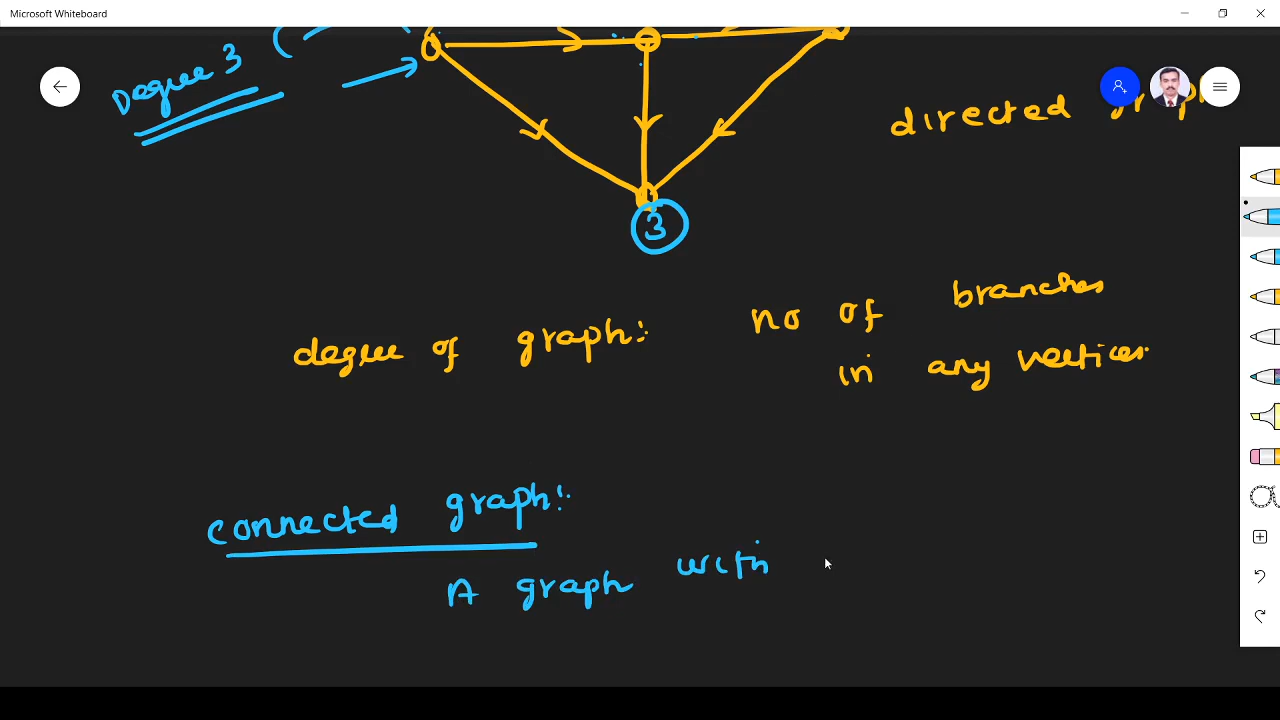 Microsoft Whiteboard
Degree 3
directed graph
3
degree of graph:
no of branches
in any vertices
connected graph:
A graph with